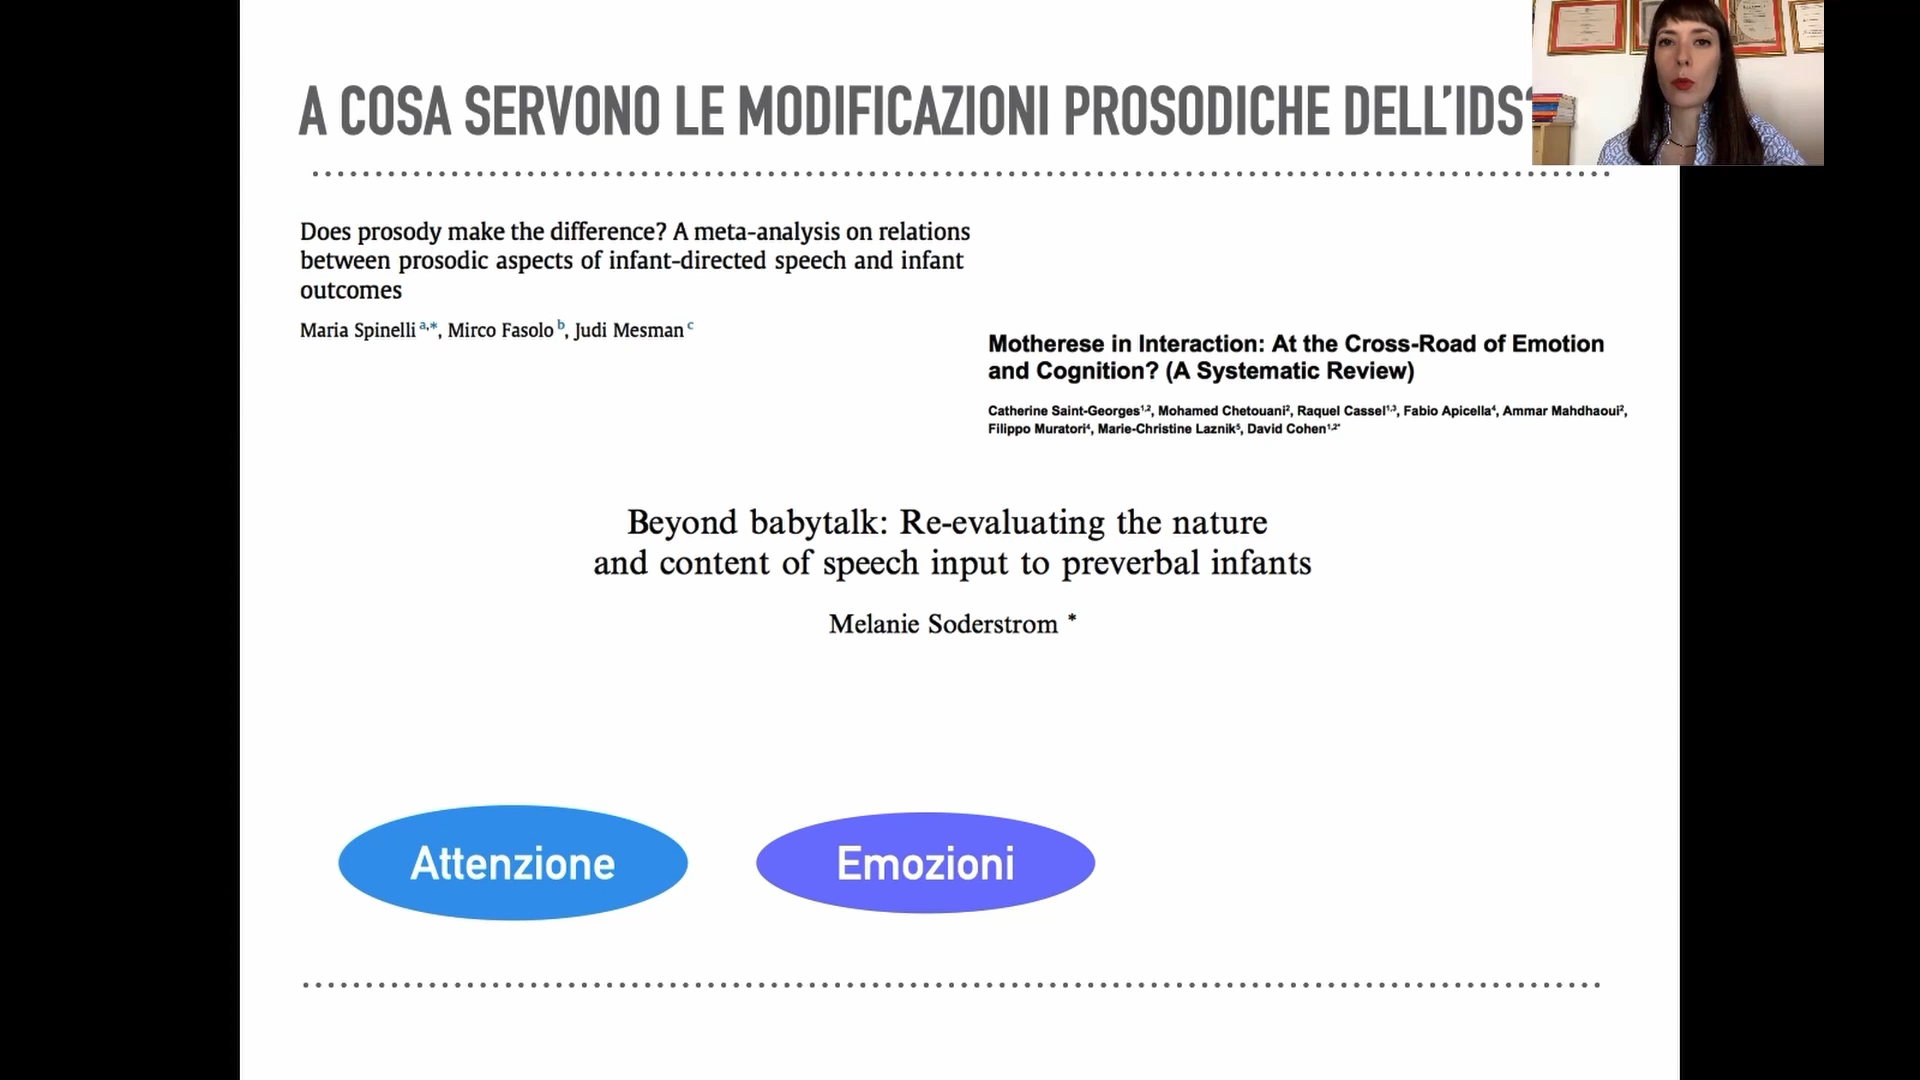 A COSA SERVONO LE MODIFICAZIONI PROSODICHE DELL'IDS?
Does prosody make the difference? A meta-analysis on relations
between prosodic aspects of infant-directed speech and infant
outcomes
Maria Spinelli a,*, Mirco Fasolo b, Judi Mesman c
Motherese in Interaction: At the Cross-Road of Emotion
and Cognition? (A Systematic Review)
Catherine Saint-Georges1,2, Mohamed Chetouani2, Raquel Cassel1,3, Fabio Apicella4, Ammar Mahdhaoui2,
Filippo Muratori4, Marie-Christine Laznik5, David Cohen1,2*
Beyond babytalk: Re-evaluating the nature
and content of speech input to preverbal infants
Melanie Soderstrom *
Attenzione
Emozioni